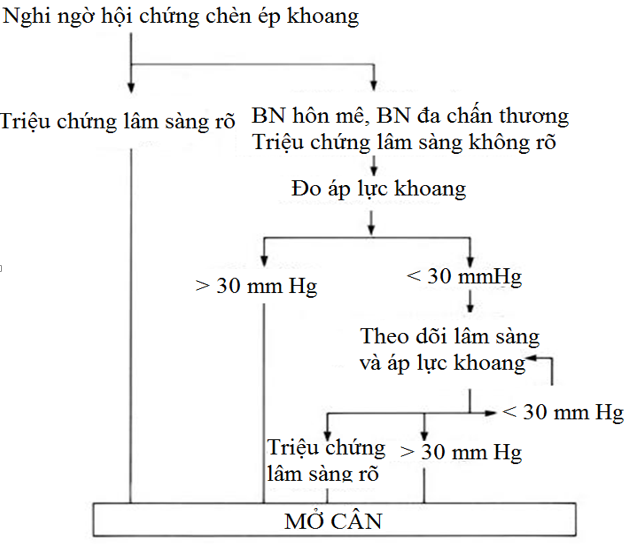 Nghi ngờ hội chứng chèn ép khoang
Triệu chứng lâm sàng rõ
BN hôn mê, BN đa chấn thương
Triệu chứng lâm sàng không rõ
Đo áp lực khoang
> 30 mm Hg
< 30 mmHg
Theo dõi lâm sàng
và áp lực khoang
< 30 mm Hg
Triệu chứng
lâm sàng rõ
> 30 mm Hg
MỞ CÂN